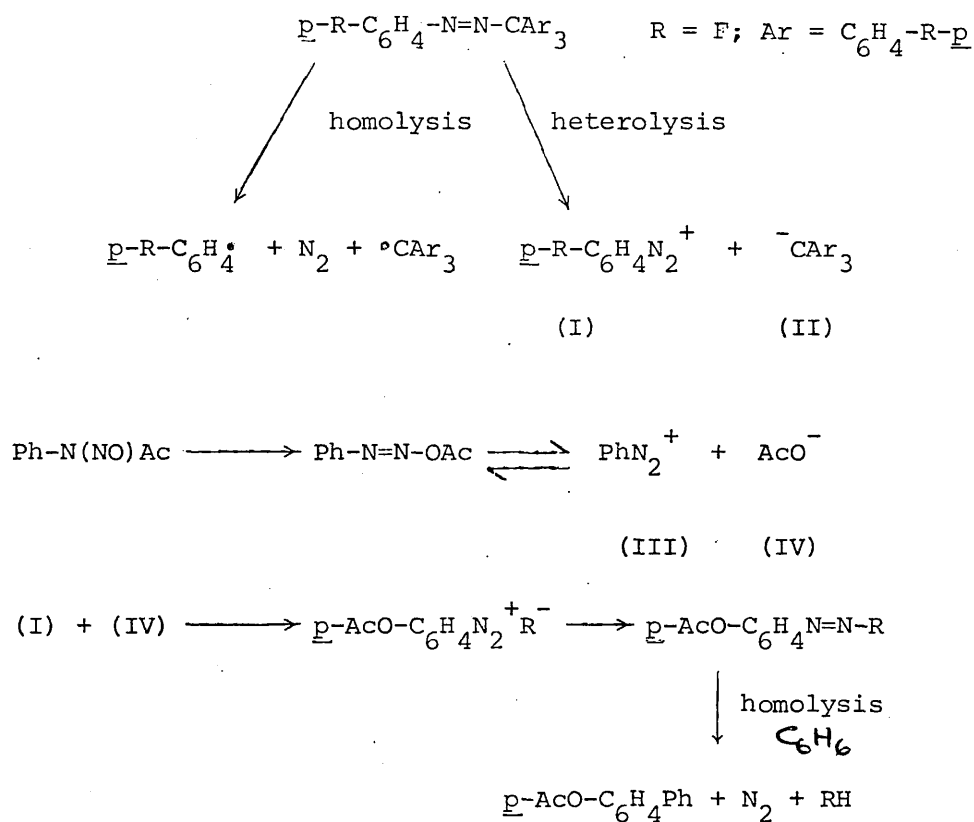 p-R-C₆H₄-N=N-CAr₃ R = F; Ar = C₆H₄-R-p
homolysis heterolysis
p-R-C₆H₄• + N₂ + •CAr₃ p-R-C₆H₄N₂⁺ + ⁻CAr₃
(I) (II)
Ph-N(NO)Ac ⟶ Ph-N=N-OAc ⇌ PhN₂⁺ + AcO⁻
(III) (IV)
(I) + (IV) ⟶ p-AcO-C₆H₄N₂⁺R⁻ ⟶ p-AcO-C₆H₄N=N-R
homolysis
C₆H₆
p-AcO-C₆H₄Ph + N₂ + RH